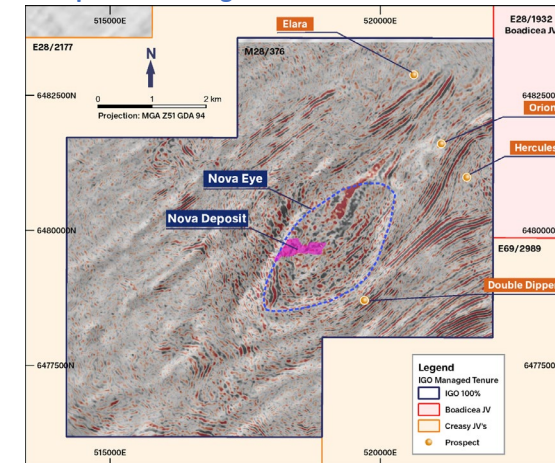 515000E
520000E
E28/1932
Boadicea JV
Elara
E28/2177
N
M28/376
6482500N
6482500
0 1 2 km
Projection: MGA Z51 GDA 94
Orion
Hercules
Nova Eye
Nova Deposit
6480000N
6480000
E69/2989
Double Dipper
6477500N
6477500
Legend
IGO Managed Tenure
IGO 100%
Boadicea JV
Creasy JV's
Prospect
515000E
520000E